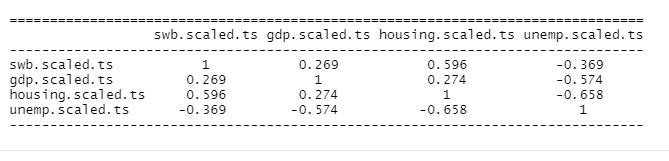 swb.scaled.ts gdp.scaled.ts housing.scaled.ts unemp.scaled.ts
swb.scaled.ts 1 0.269 0.596 -0.369
gdp.scaled.ts 0.269 1 0.274 -0.574
housing.scaled.ts 0.596 0.274 1 -0.658
unemp.scaled.ts -0.369 -0.574 -0.658 1